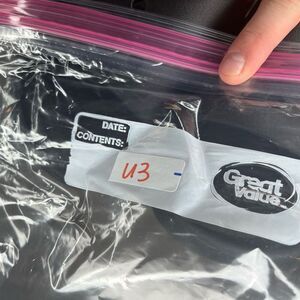 DATE:
CONTENTS:
U3
Great
Value